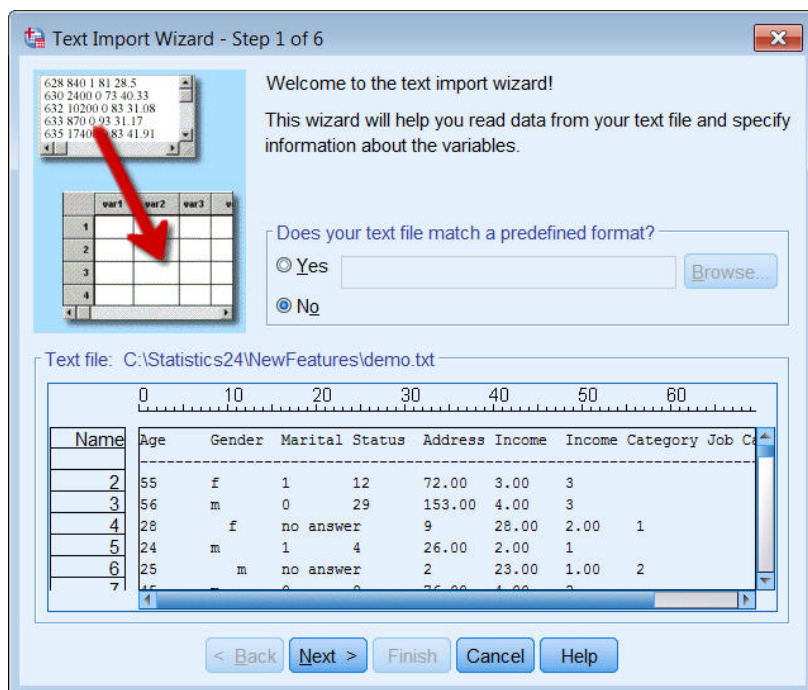 Text Import Wizard - Step 1 of 6
628 840 1 81 28.5
630 2400 0 73 40.33
632 10200 0 83 31.08
633 870 0 93 31.17
635 1740 83 41.91
var1 var2 var3
1
2
3
4
Welcome to the text import wizard!
This wizard will help you read data from your text file and specify
information about the variables.
Does your text file match a predefined format?
Yes
Browse...
No
Text file: C:\Statistics24\NewFeatures\demo.txt
0 10 20 30 40 50 60
Name Age Gender Marital Status Address Income Income Category Job Ca
--------------------------------------------------------------------
2 55 f 1 12 72.00 3.00 3
3 56 m 0 29 153.00 4.00 3
4 28 f no answer 9 28.00 2.00 1
5 24 m 1 4 26.00 2.00 1
6 25 m no answer 2 23.00 1.00 2
7
< Back Next > Finish Cancel Help